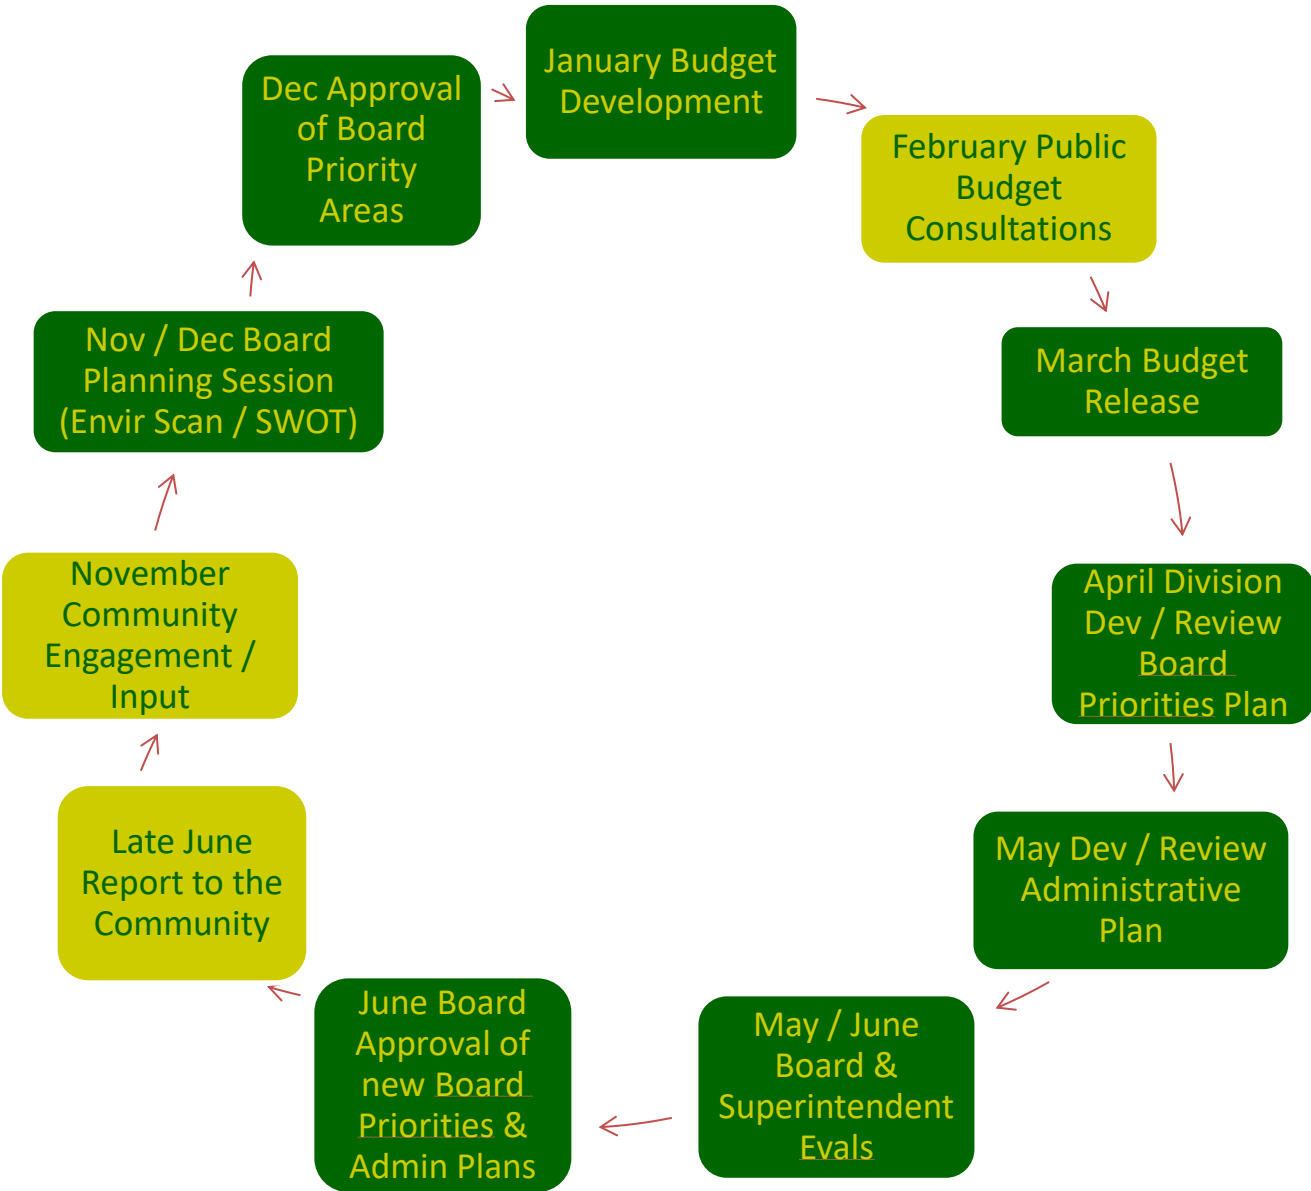 January Budget
Development
February Public
Budget
Consultations
March Budget
Release
April Division
Dev / Review
Board
Priorities Plan
May Dev / Review
Administrative
Plan
May / June
Board &
Superintendent
Evals
June Board
Approval of
new Board
Priorities &
Admin Plans
Late June
Report to the
Community
November
Community
Engagement /
Input
Nov / Dec Board
Planning Session
(Envir Scan / SWOT)
Dec Approval
of Board
Priority
Areas